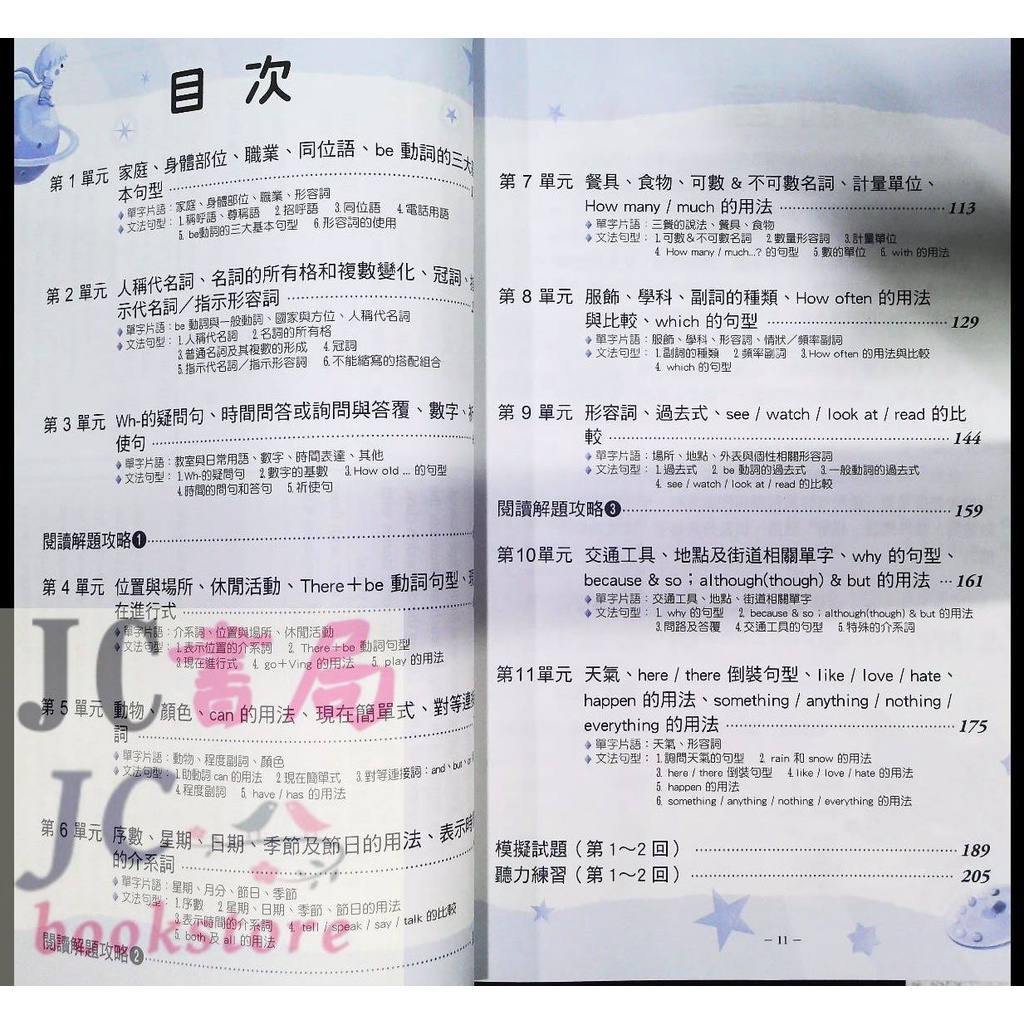 目次
第1單元 家庭、身體部位、職業、同位語、be 動詞的三大
本句型
單字片語：家庭、身體部位、職業、形容詞
文法句型：1.稱呼語、尊稱語 2.招呼語 3.同位語 4.電話用語
5. be動詞的三大基本句型 6.形容詞的使用
第2單元 人稱代名詞、名詞的所有格和複數變化、冠詞、
示代名詞／指示形容詞
單字片語：be 動詞與一般動詞、國家與方位、人稱代名詞
文法句型：1.人稱代名詞 2.名詞的所有格
3.普通名詞及其複數的形成 4.冠詞
5.指示代名詞／指示形容詞 6.不能縮寫的搭配組合
第3單元 Wh-的疑問句、時間問答或詢問與答覆、數字、祈
使句
單字片語：教室與日常用語、數字、時間表達、其他
文法句型：1.Wh-的疑問句 2.數字的基數 3.How old ... 的句型
4.時間的問句和答句 5.祈使句
閱讀解題攻略❶
第4單元 位置與場所、休閒活動、There＋be 動詞句型、現
在進行式
單字片語：介系詞、位置與場所、休閒活動
文法句型：1.表示位置的介系詞 2. There＋be 動詞句型
3.現在進行式 4. go＋Ving 的用法 5. play 的用法
第5單元 動物、顏色、can 的用法、現在簡單式、對等連接
詞
單字片語：動物、程度副詞、顏色
文法句型：1.助動詞 can 的用法 2.現在簡單式 3.對等連接詞：and、but、
4.程度副詞 5. have / has 的用法
第6單元 序數、星期、日期、季節及節日的用法、表示時
的介系詞
單字片語：星期、月分、節日、季節
文法句型：1.序數 2.星期、日期、季節、節日的用法
3.表示時間的介系詞 4. tell / speak / say / talk 的比較
5. both 及 all 的用法
閱讀解題攻略❷
JC書局
JC
bookstore
第7單元 餐具、食物、可數 & 不可數名詞、計量單位、
How many / much 的用法 113
單字片語：三餐的說法、餐具、食物
文法句型：1.可數＆不可數名詞 2.數量形容詞 3.計量單位
4. How many / much...? 的句型 5.數的單位 6. with 的用法
第8單元 服飾、學科、副詞的種類、How often 的用法
與比較、which 的句型 129
單字片語：服飾、學科、形容詞、情狀／頻率副詞
文法句型：1.副詞的種類 2.頻率副詞 3.How often 的用法與比較
4. which 的句型
第9單元 形容詞、過去式、see / watch / look at / read 的比
較 144
單字片語：場所、地點、外表與個性相關形容詞
文法句型：1.過去式 2. be 動詞的過去式 3.一般動詞的過去式
4. see / watch / look at / read 的比較
閱讀解題攻略❸ 159
第10單元 交通工具、地點及街道相關單字、why 的句型、
because & so；although(though) & but 的用法 161
單字片語：交通工具、地點、街道相關單字
文法句型：1. why 的句型 2. because & so；although(though) & but 的用法
3.問路及答覆 4.交通工具的句型 5.特殊的介系詞
第11單元 天氣、here / there 倒裝句型、like / love / hate、
happen 的用法、something / anything / nothing /
everything 的用法 175
單字片語：天氣、形容詞
文法句型：1.詢問天氣的句型 2. rain 和 snow 的用法
3. here / there 倒裝句型 4.like / love / hate 的用法
5. happen 的用法
6. something / anything / nothing / everything 的用法
模擬試題（第 1～2 回） 189
聽力練習（第 1～2 回） 205
– 11 –